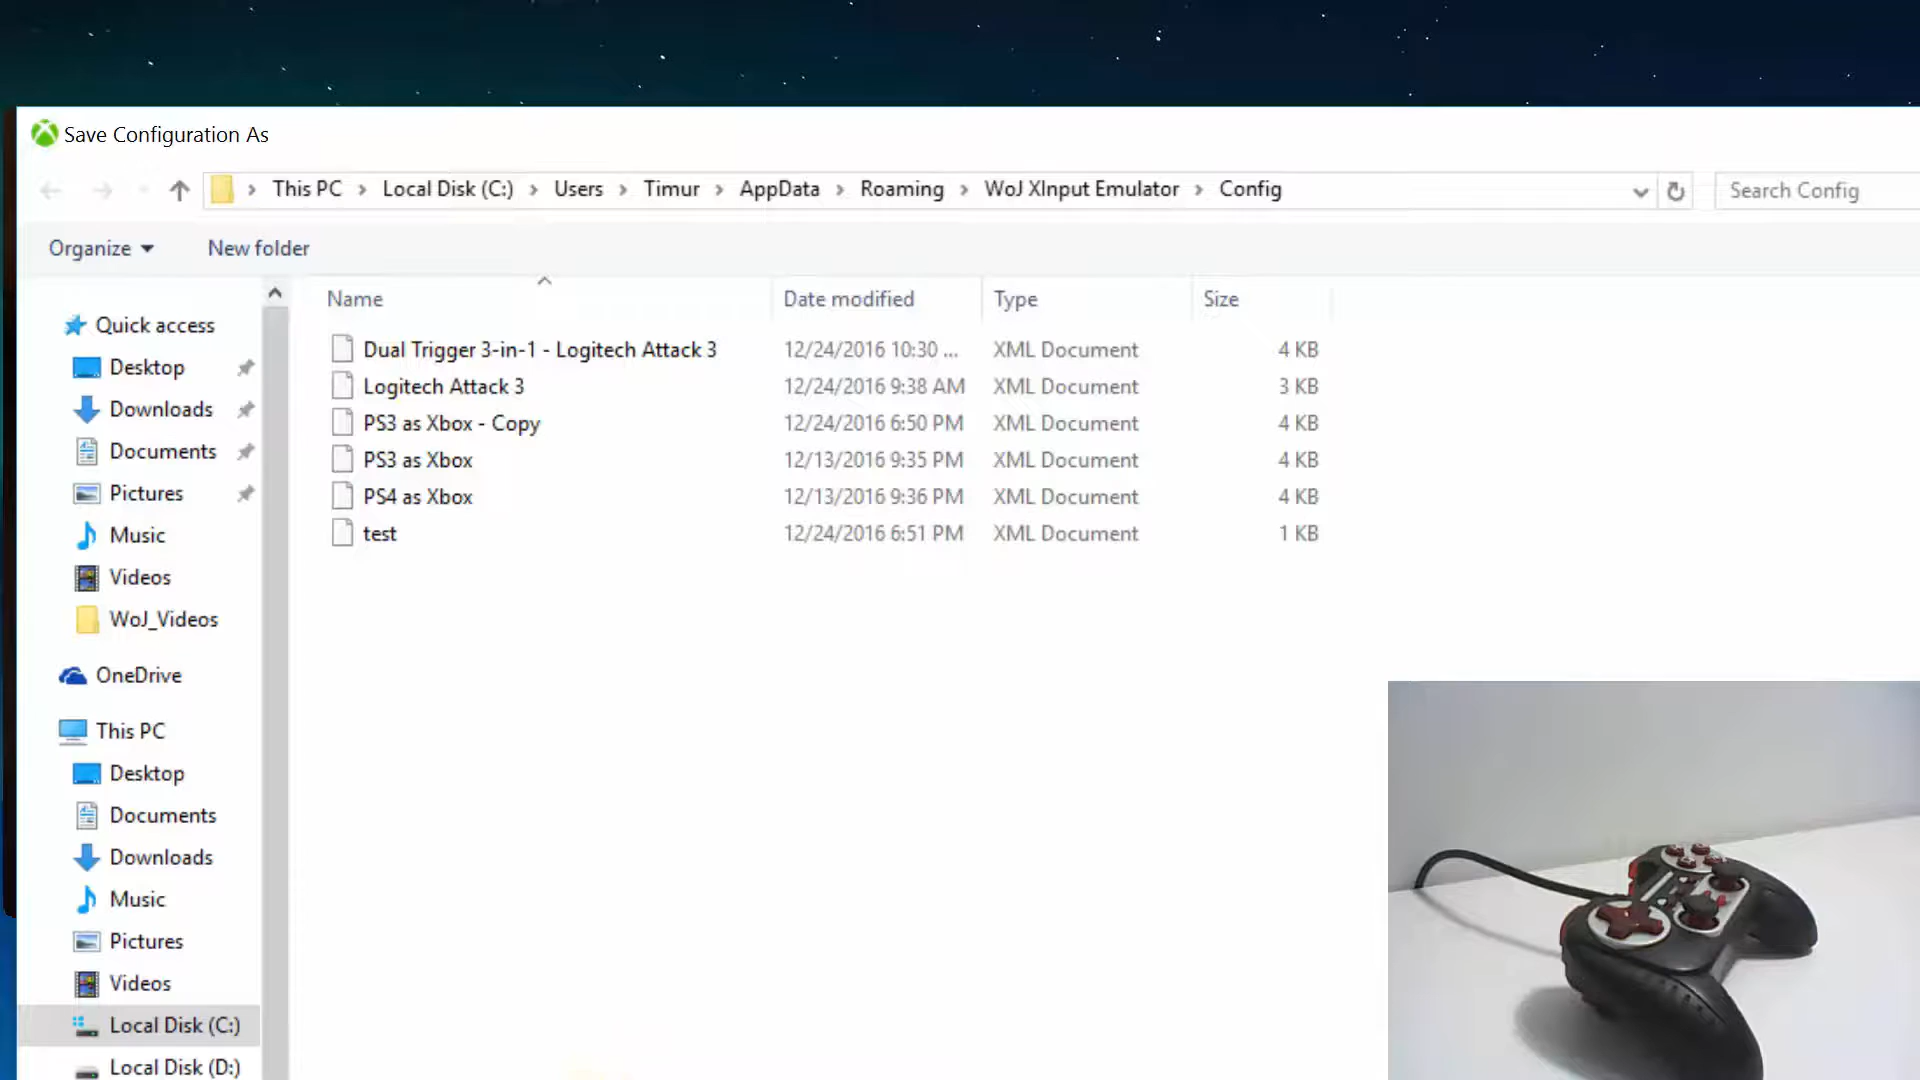 Save Configuration As
This PC > Local Disk (C:) > Users > Timur > AppData > Roaming > WoJ XInput Emulator > Config
Search Config
Organize
New folder
Name Date modified Type Size
Dual Trigger 3-in-1 - Logitech Attack 3 12/24/2016 10:30 ... XML Document 4 KB
Logitech Attack 3 12/24/2016 9:38 AM XML Document 3 KB
PS3 as Xbox - Copy 12/24/2016 6:50 PM XML Document 4 KB
PS3 as Xbox 12/13/2016 9:35 PM XML Document 4 KB
PS4 as Xbox 12/13/2016 9:36 PM XML Document 4 KB
test 12/24/2016 6:51 PM XML Document 1 KB
Quick access
Desktop
Downloads
Documents
Pictures
Music
Videos
WoJ_Videos
OneDrive
This PC
Desktop
Documents
Downloads
Music
Pictures
Videos
Local Disk (C:)
Local Disk (D:)